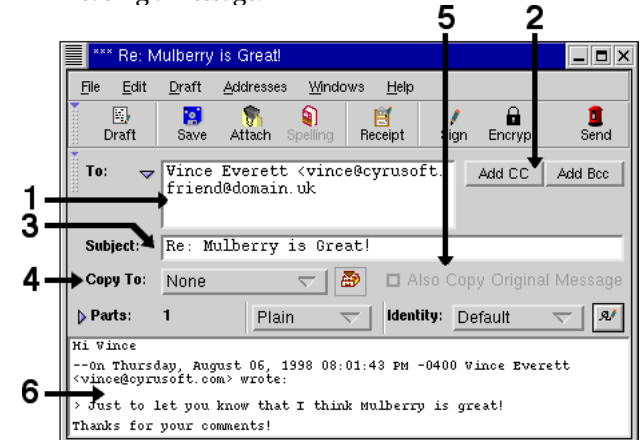 5 2
*** Re: Mulberry is Great!
File Edit Draft Addresses Windows Help
Draft Save Attach Spelling Receipt Sign Encrypt Send
To: Vince Everett <vince@cyrusoft. Add CC Add Bcc
1 friend@domain.uk
3
Subject: Re: Mulberry is Great!
4 Copy To: None Also Copy Original Message
Parts: 1 Plain Identity: Default
Hi Vince
--On Thursday, August 06, 1998 08:01:43 PM -0400 Vince Everett
<vince@cyrusoft.com> wrote:
6
> Just to let you know that I think Mulberry is great!
Thanks for your comments!